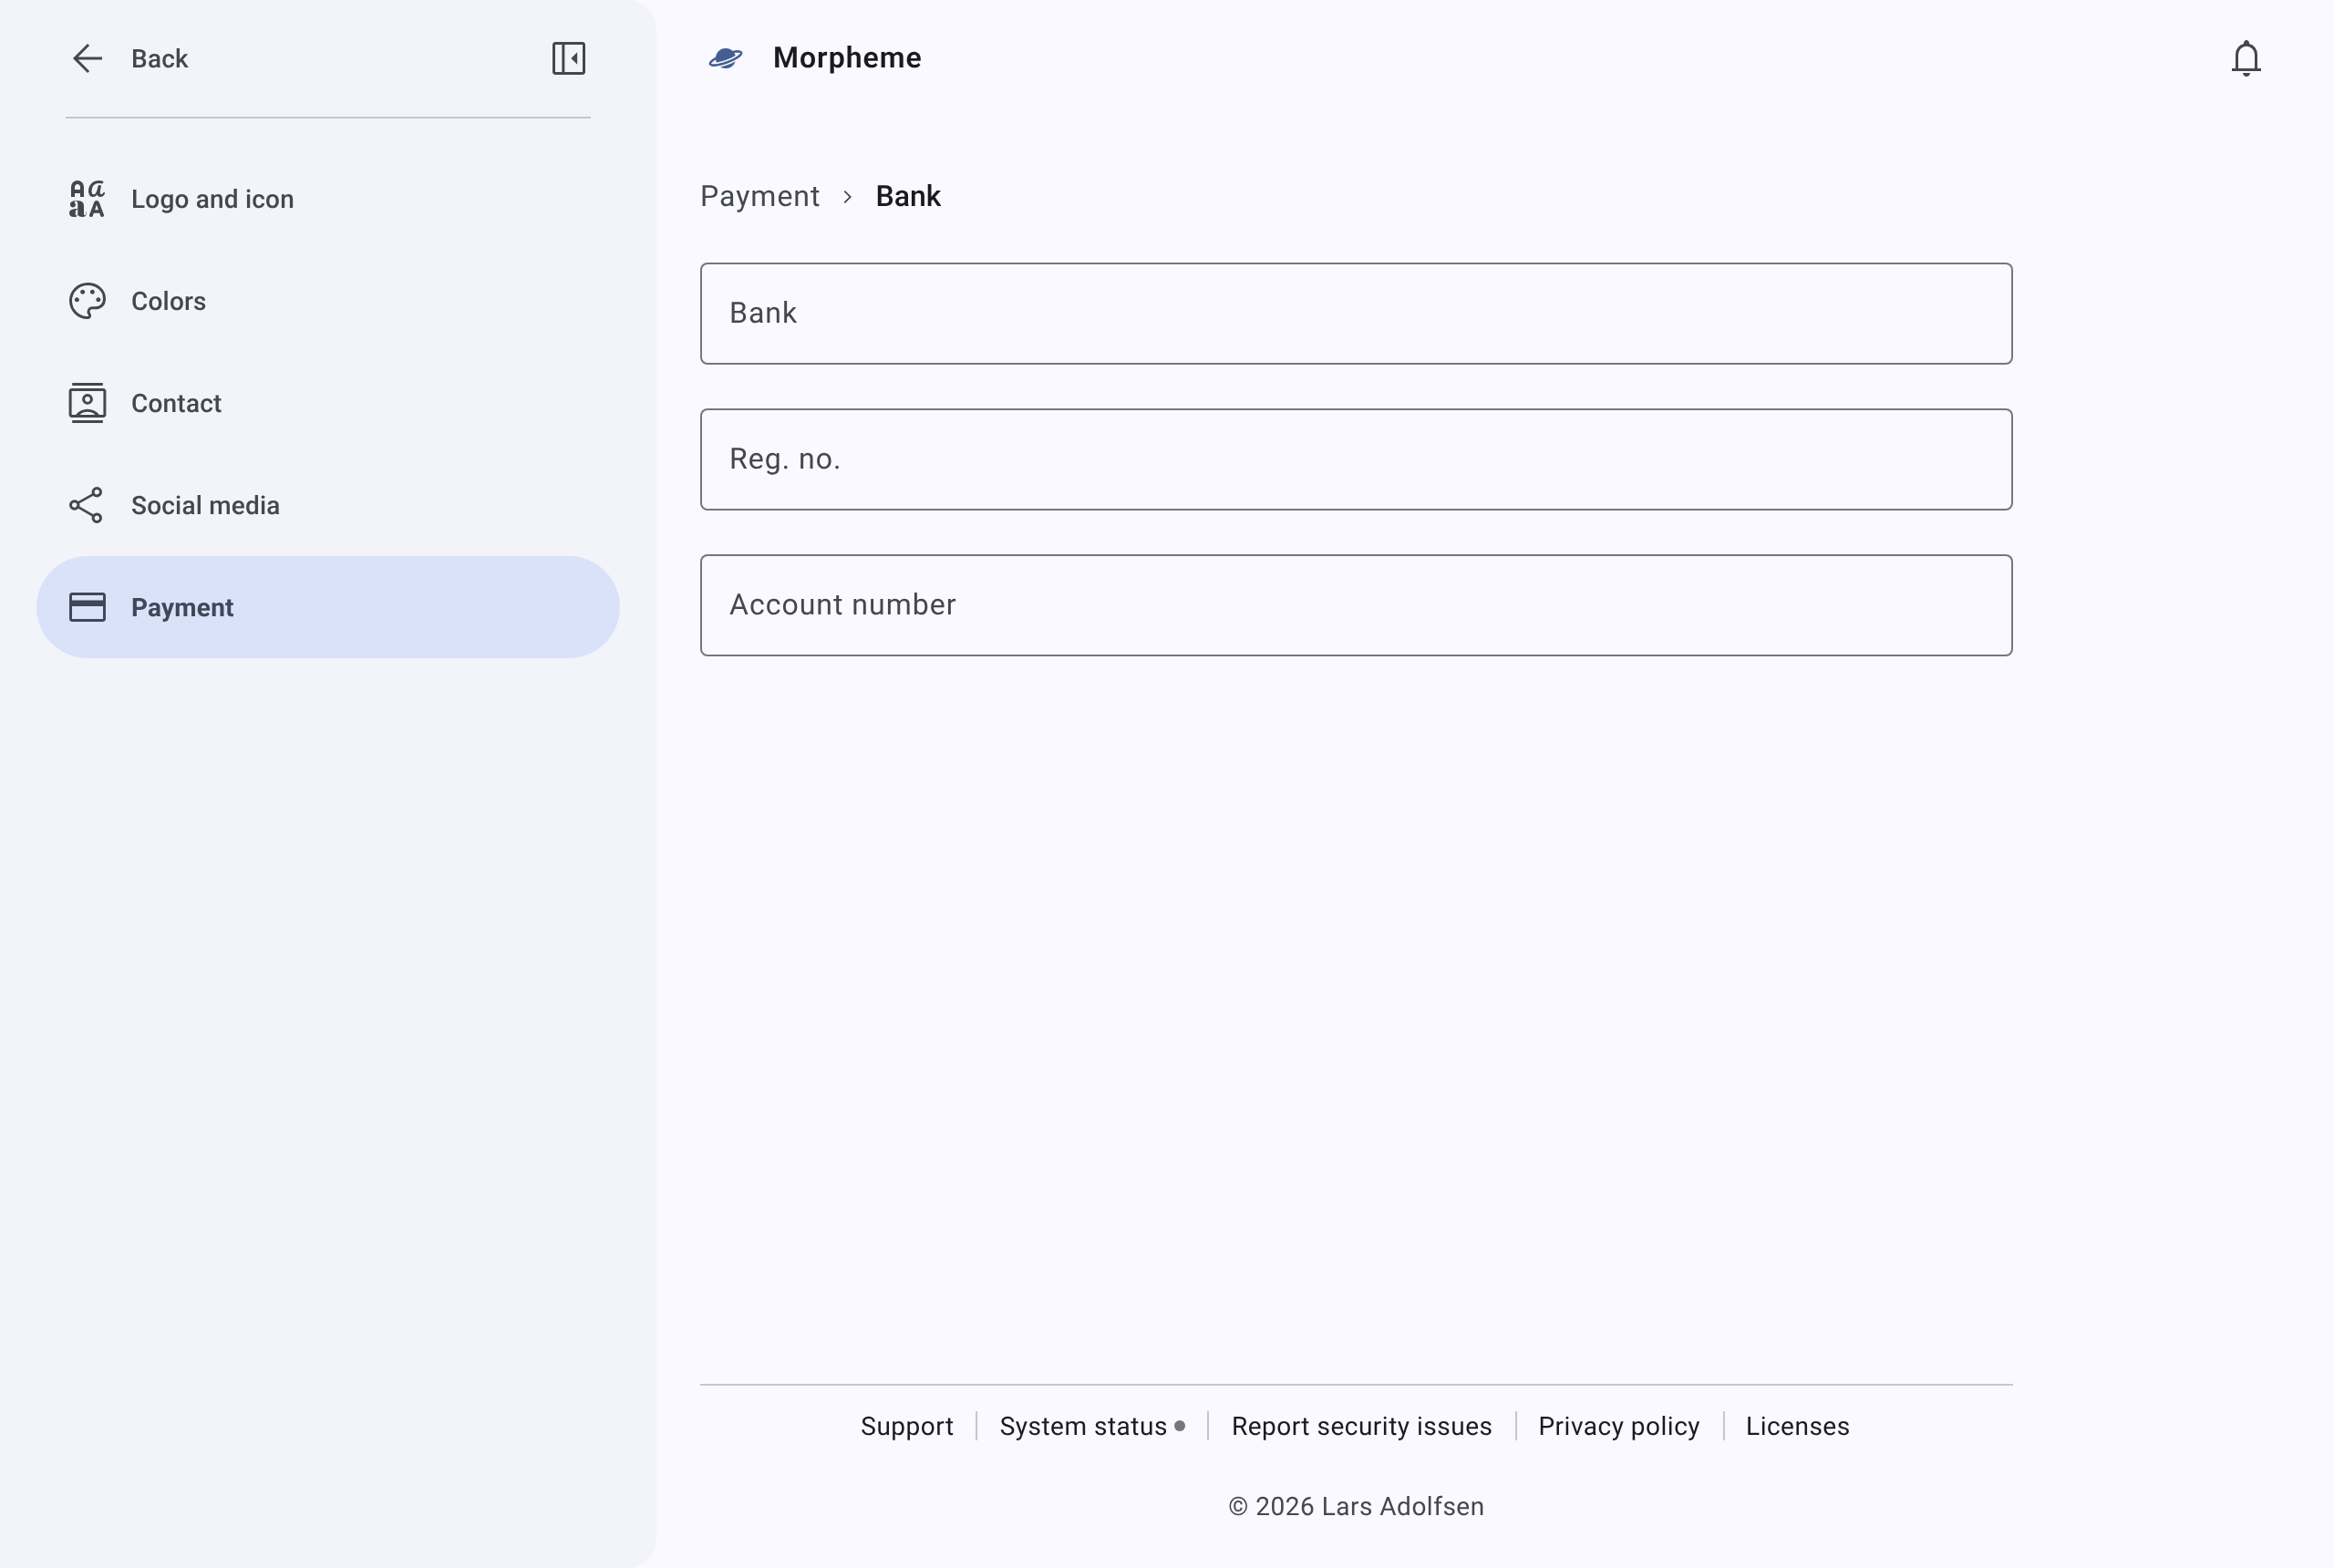 Back
Logo and icon
Colors
Contact
Social media
Payment
Morpheme
Payment › Bank
Bank
Reg. no.
Account number
Support
System status
Report security issues
Privacy policy
Licenses
© 2026 Lars Adolfsen